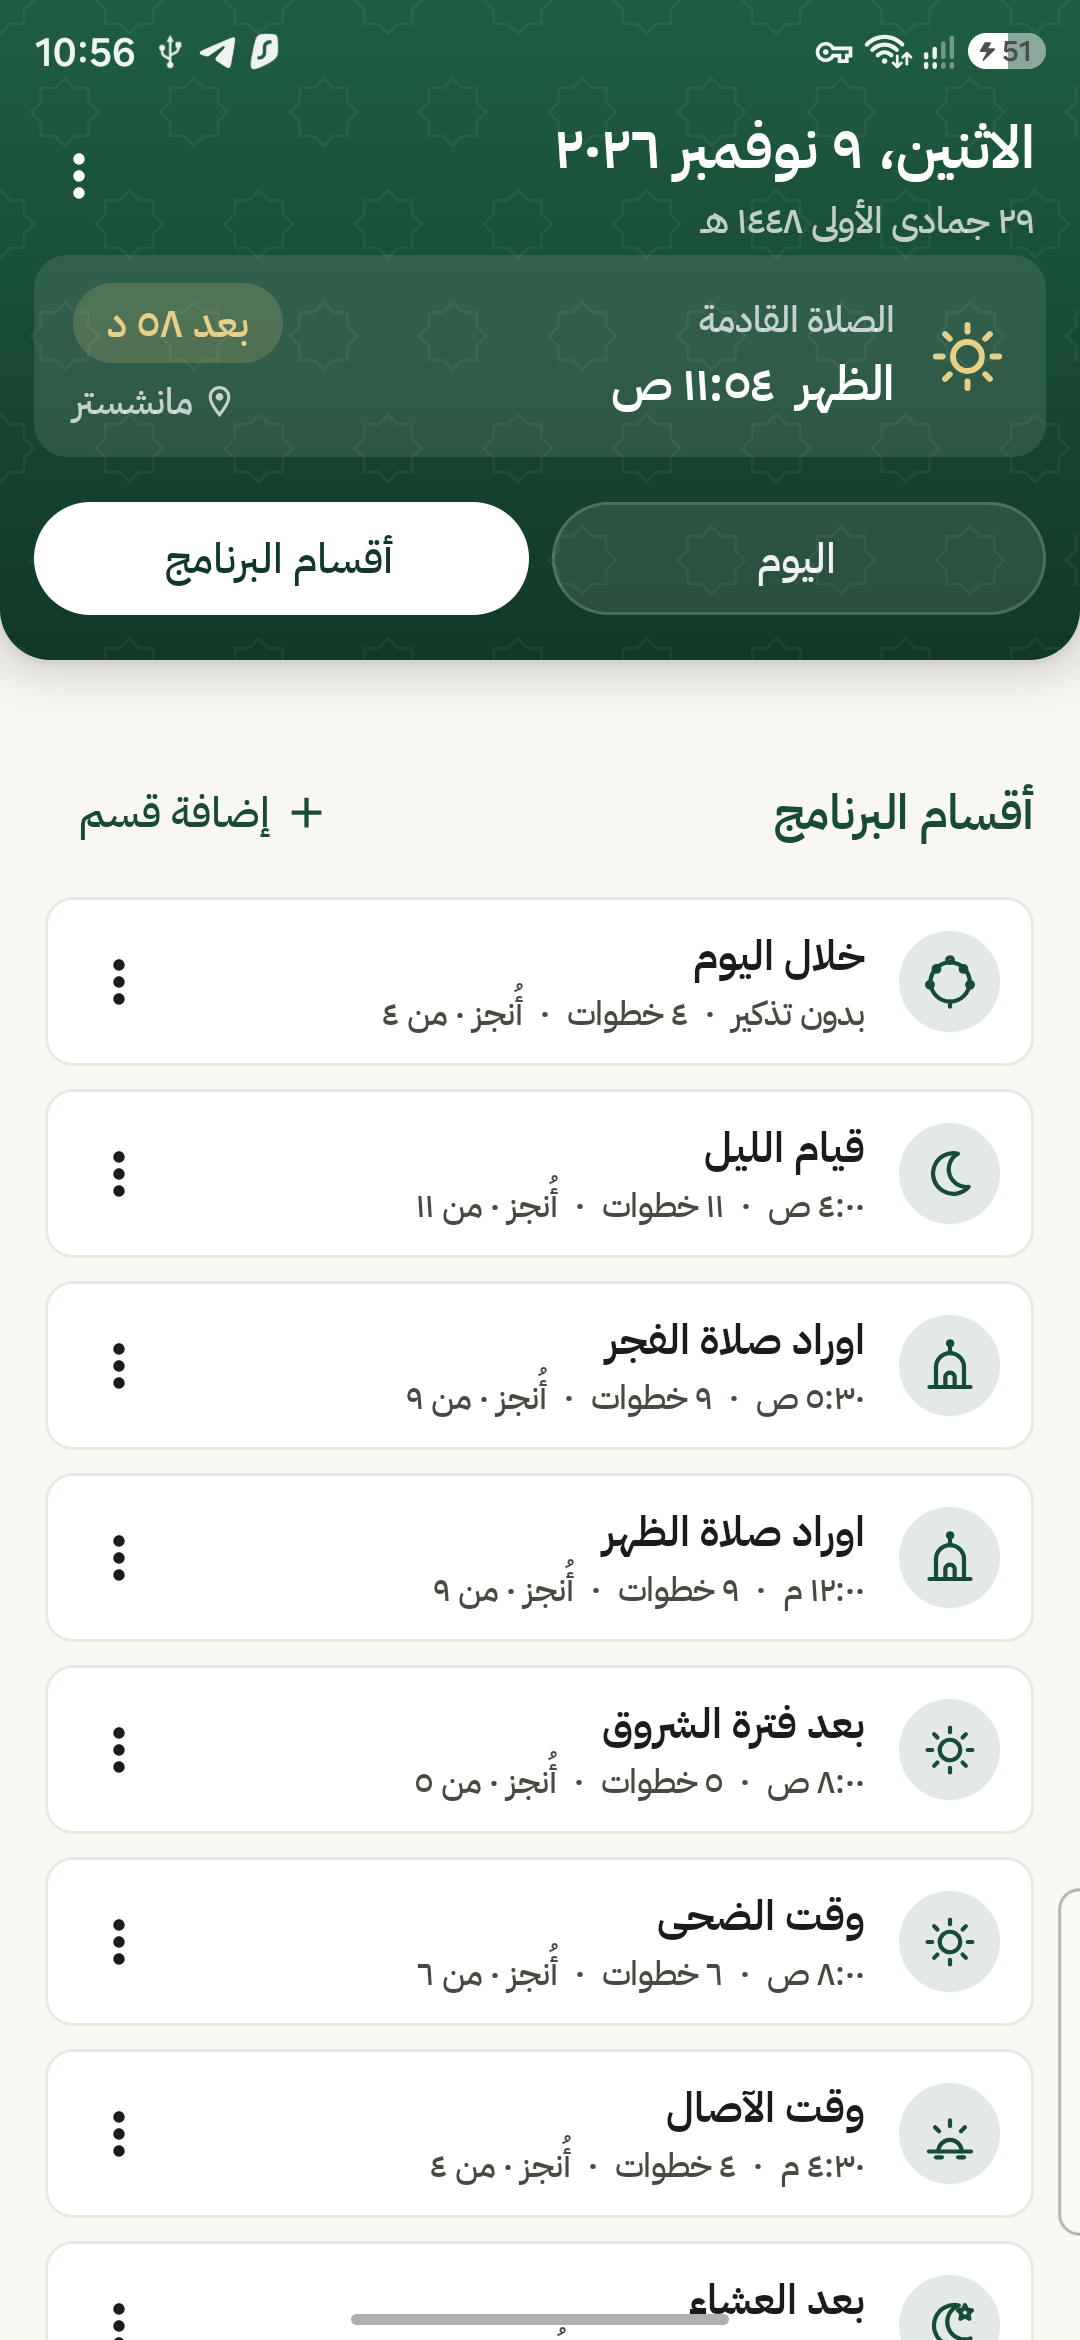 10:56
51
الاثنين، ٩ نوفمبر ٢٠٢٦
٢٩ جمادى الأولى ١٤٤٨ هـ
الصلاة القادمة
الظهر ١١:٥٤ ص
بعد ٥٨ د
مانشستر
اليوم
أقسام البرنامج
أقسام البرنامج
+ إضافة قسم
خلال اليوم
بدون تذكير · ٤ خطوات · أُنجز ٠ من ٤
قيام الليل
٤:٠٠ ص · ١١ خطوات · أُنجز ٠ من ١١
اوراد صلاة الفجر
٥:٣٠ ص · ٩ خطوات · أُنجز ٠ من ٩
اوراد صلاة الظهر
١٢:٠٠ م · ٩ خطوات · أُنجز ٠ من ٩
بعد فترة الشروق
٨:٠٠ ص · ٥ خطوات · أُنجز ٠ من ٥
وقت الضحى
٨:٠٠ ص · ٦ خطوات · أُنجز ٠ من ٦
وقت الآصال
٤:٣٠ م · ٤ خطوات · أُنجز ٠ من ٤
بعد العشاء